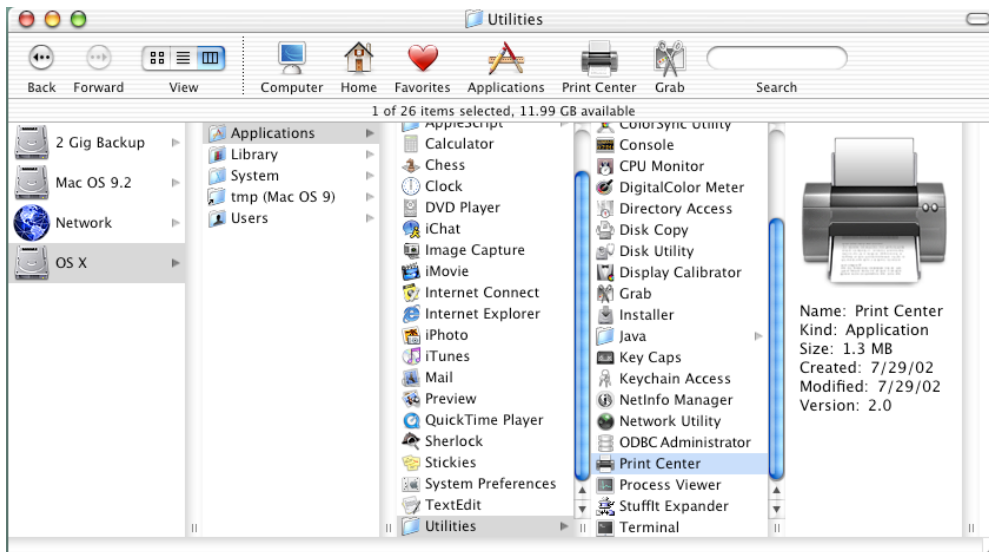 Utilities
Back Forward View Computer Home Favorites Applications Print Center Grab Search
1 of 26 items selected, 11.99 GB available
2 Gig Backup
Mac OS 9.2
Network
OS X
Applications
Library
System
tmp (Mac OS 9)
Users
AppleScript
Calculator
Chess
Clock
DVD Player
iChat
Image Capture
iMovie
Internet Connect
Internet Explorer
iPhoto
iTunes
Mail
Preview
QuickTime Player
Sherlock
Stickies
System Preferences
TextEdit
Utilities
ColorSync Utility
Console
CPU Monitor
DigitalColor Meter
Directory Access
Disk Copy
Disk Utility
Display Calibrator
Grab
Installer
Java
Key Caps
Keychain Access
NetInfo Manager
Network Utility
ODBC Administrator
Print Center
Process Viewer
StuffIt Expander
Terminal
Name: Print Center
Kind: Application
Size: 1.3 MB
Created: 7/29/02
Modified: 7/29/02
Version: 2.0